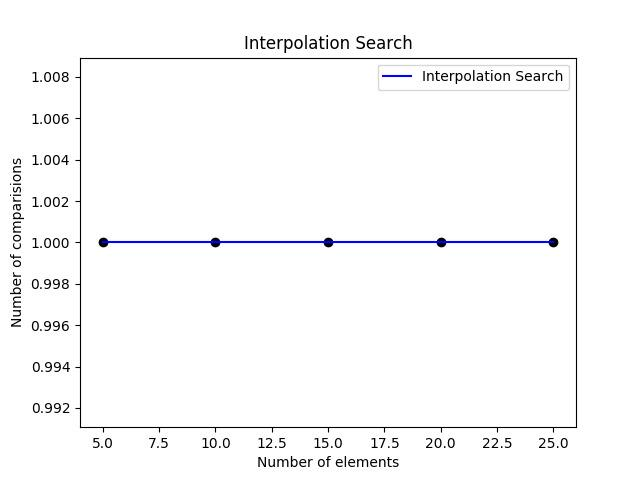 Interpolation Search
Interpolation Search
1.008
1.006
1.004
1.002
1.000
0.998
0.996
0.994
0.992
Number of comparisions
5.0 7.5 10.0 12.5 15.0 17.5 20.0 22.5 25.0
Number of elements